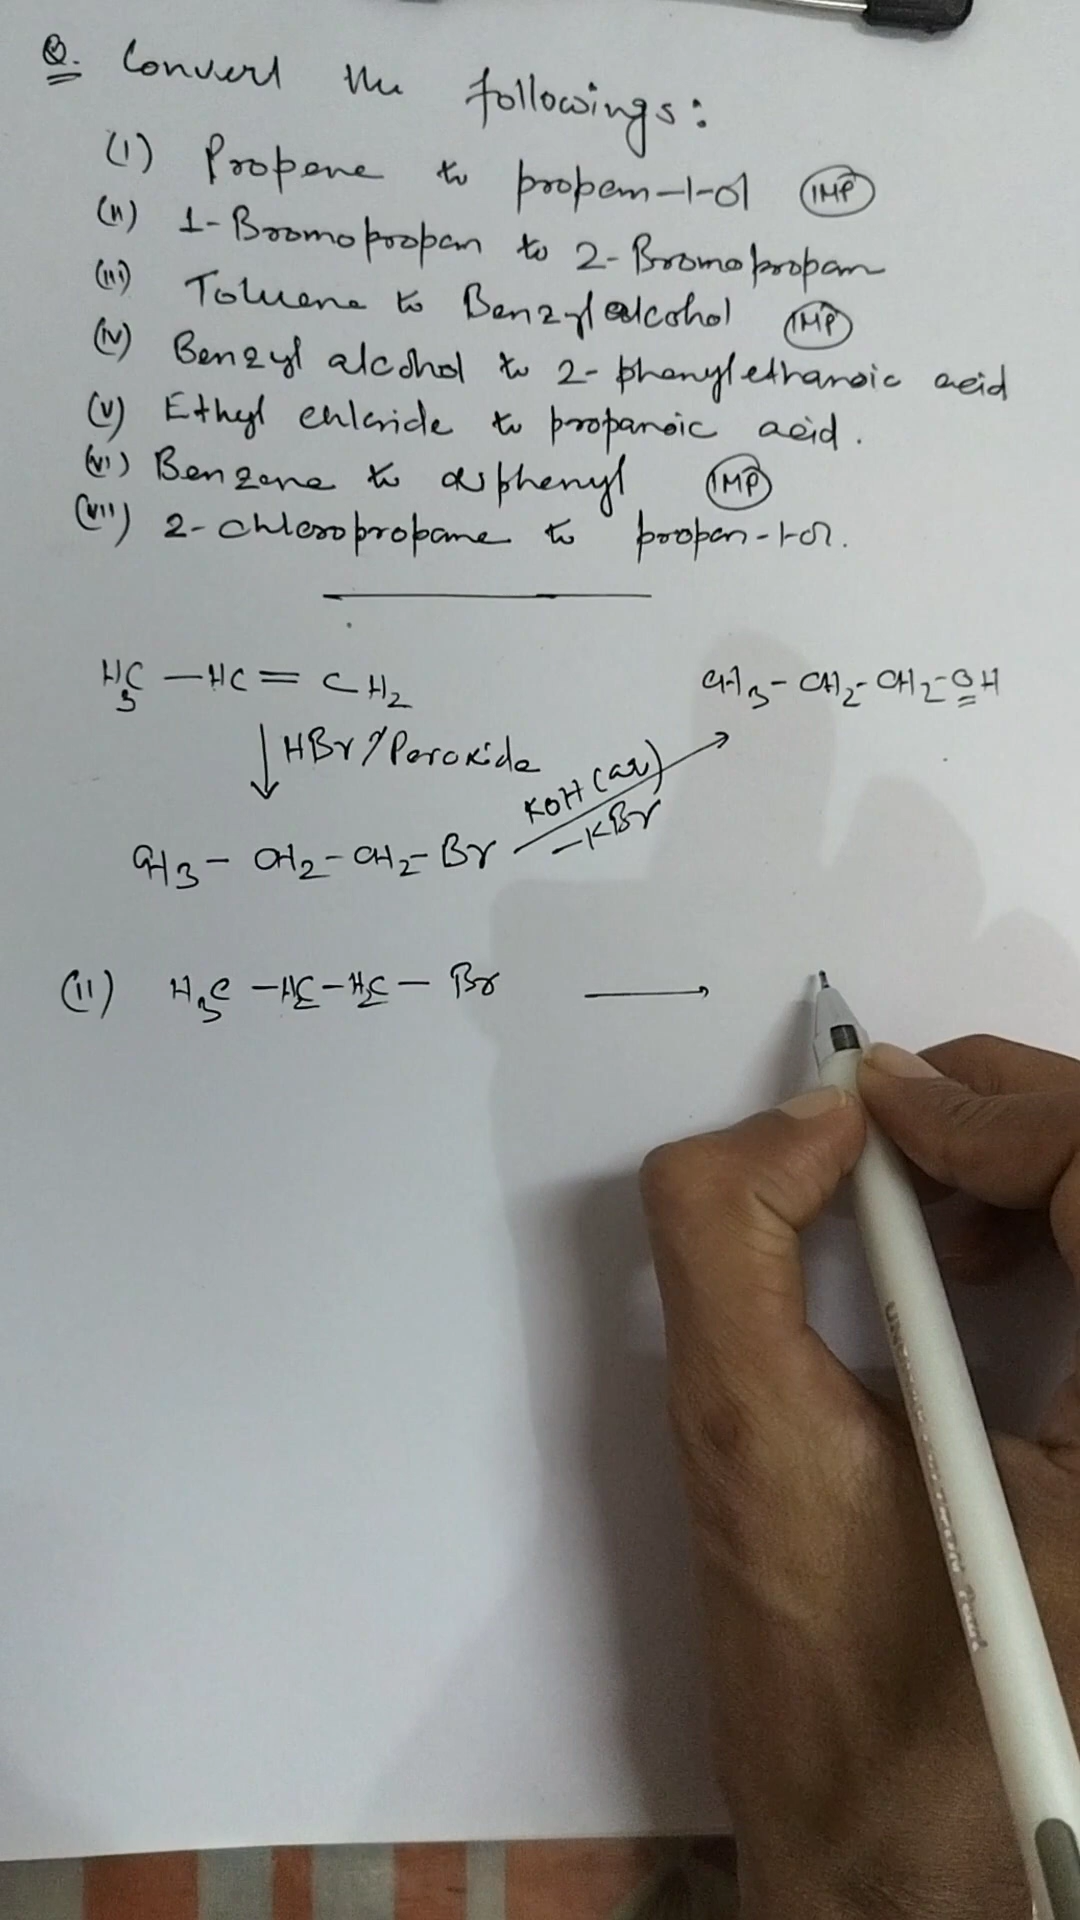 Q. Convert the followings:
(I) Propene to propan-1-ol IMP
(II) 1-Bromopropan to 2-Bromopropan
(III) Toluene to Benzyl alcohol IMP
(IV) Benzyl alcohol to 2-phenylethanoic acid
(V) Ethyl chloride to propanoic acid.
(VI) Benzene to diphenyl IMP
(VII) 2-chloropropane to propan-1-ol.
H₃C — HC = CH₂
CH₃ - CH₂ - CH₂ - OH
HBr / Peroxide
KOH (aq)
- KBr
CH₃ - CH₂ - CH₂ - Br
(II) H₃C - H₂C - H₂C - Br →